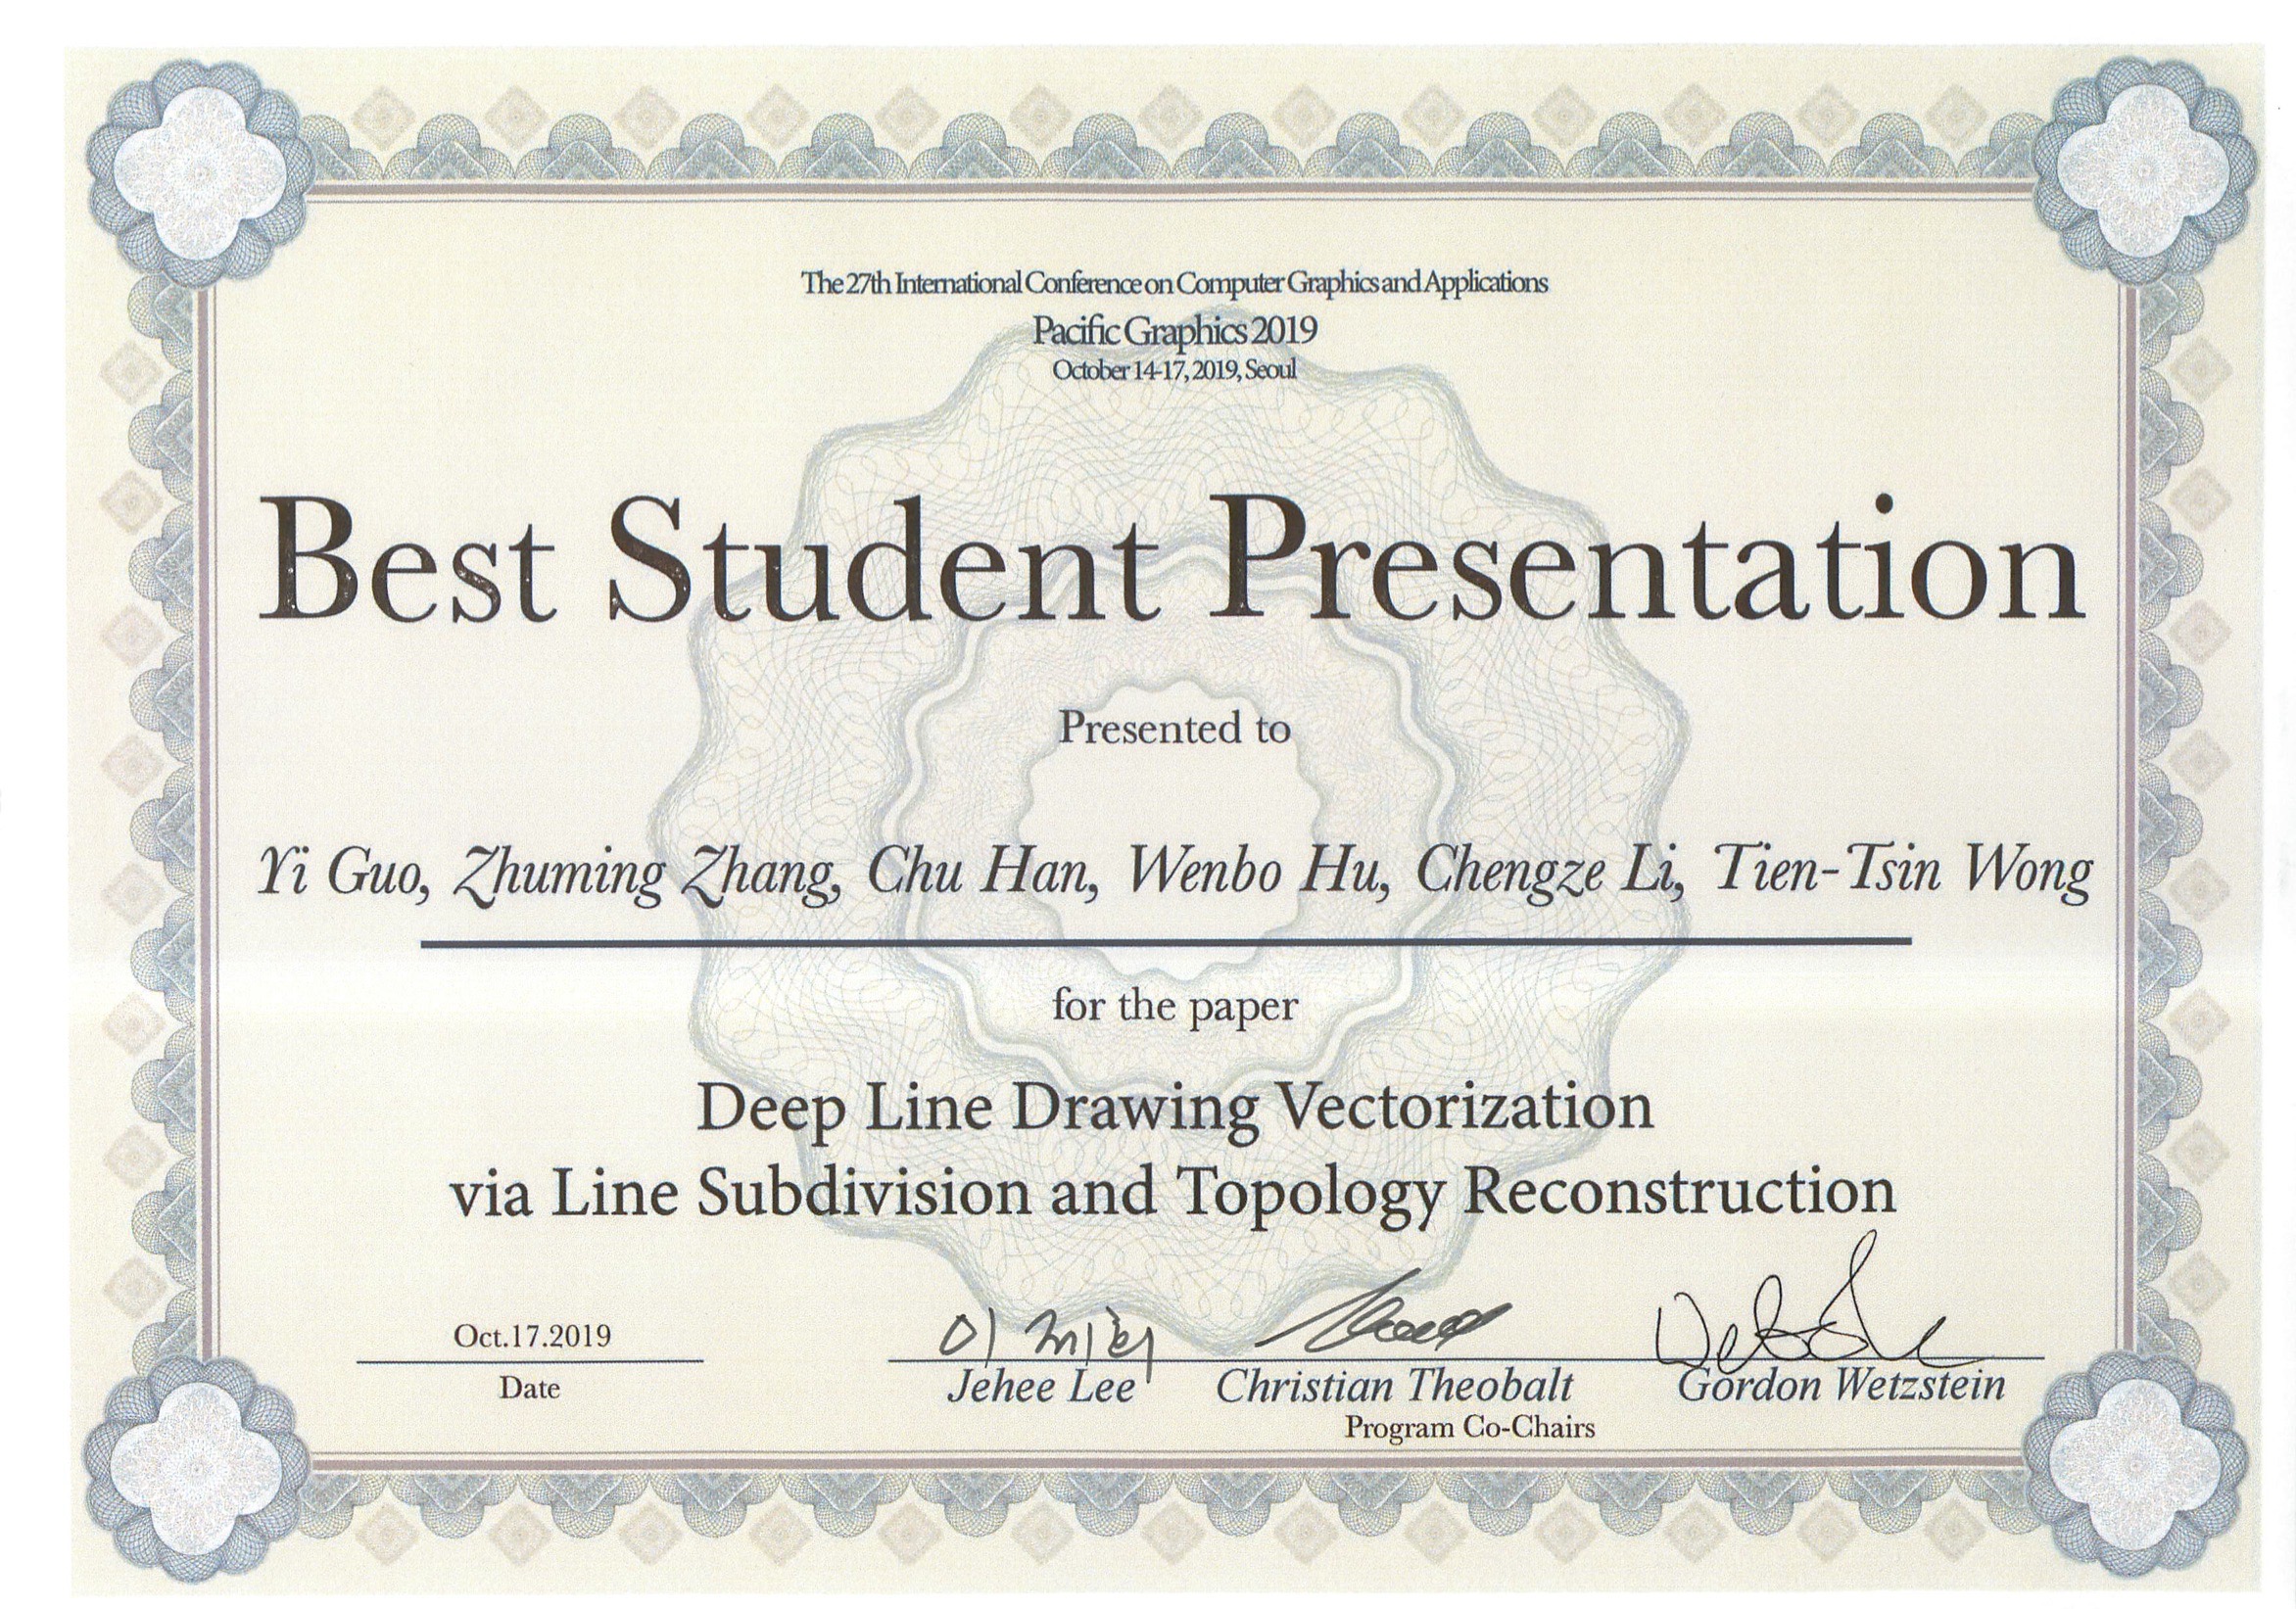 The 27th International Conference on Computer Graphics and Applications
Pacific Graphics 2019
October 14-17, 2019, Seoul
Best Student Presentation
Presented to
Yi Guo, Zhuming Zhang, Chu Han, Wenbo Hu, Chengze Li, Tien-Tsin Wong
for the paper
Deep Line Drawing Vectorization
via Line Subdivision and Topology Reconstruction
Oct.17.2019
Date
이제희
Jehee Lee Christian Theobalt Gordon Wetzstein
Program Co-Chairs